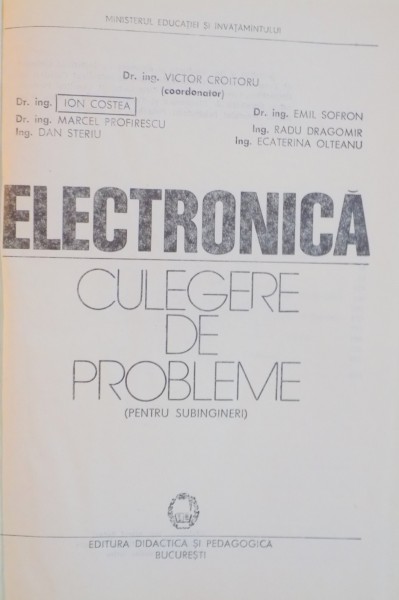 MINISTERUL EDUCAȚIEI ȘI ÎNVĂȚĂMÎNTULUI
Dr. ing. VICTOR CROITORU
(coordonator)
Dr. ing. ION COSTEA
Dr. ing. MARCEL PROFIRESCU
Ing. DAN STERIU
Dr. ing. EMIL SOFRON
Ing. RADU DRAGOMIR
Ing. ECATERINA OLTEANU
ELECTRONICĂ
CULEGERE
DE
PROBLEME
(PENTRU SUBINGINERI)
EDITURA DIDACTICĂ ȘI PEDAGOGICĂ
BUCUREȘTI